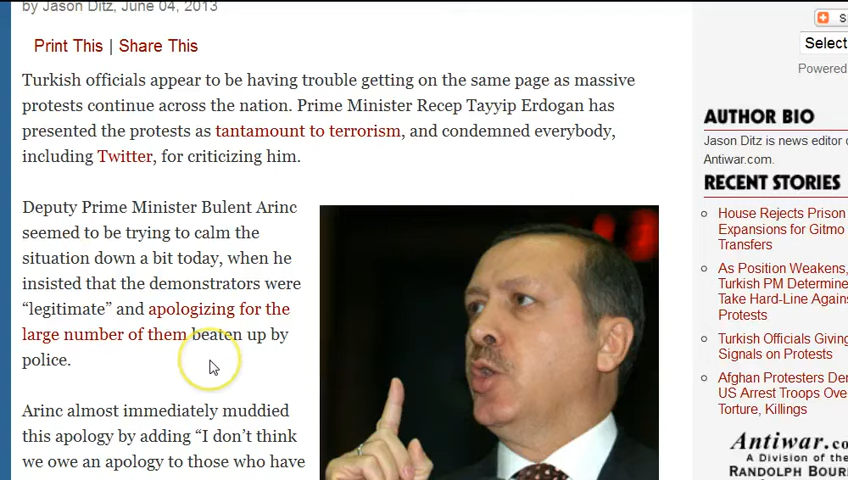 by Jason Ditz, June 04, 2013
Print This | Share This
Turkish officials appear to be having trouble getting on the same page as massive
protests continue across the nation. Prime Minister Recep Tayyip Erdogan has
presented the protests as tantamount to terrorism, and condemned everybody,
including Twitter, for criticizing him.
Deputy Prime Minister Bulent Arinc
seemed to be trying to calm the
situation down a bit today, when he
insisted that the demonstrators were
“legitimate” and apologizing for the
large number of them beaten up by
police.
Arinc almost immediately muddied
this apology by adding “I don’t think
we owe an apology to those who have
S
Select
Powered
AUTHOR BIO
Jason Ditz is news editor o
Antiwar.com.
RECENT STORIES
House Rejects Prison
Expansions for Gitmo
Transfers
As Position Weakens,
Turkish PM Determine
Take Hard-Line Agains
Protests
Turkish Officials Giving
Signals on Protests
Afghan Protesters De
US Arrest Troops Ove
Torture, Killings
Antiwar.co
A Division of the
RANDOLPH BOUR